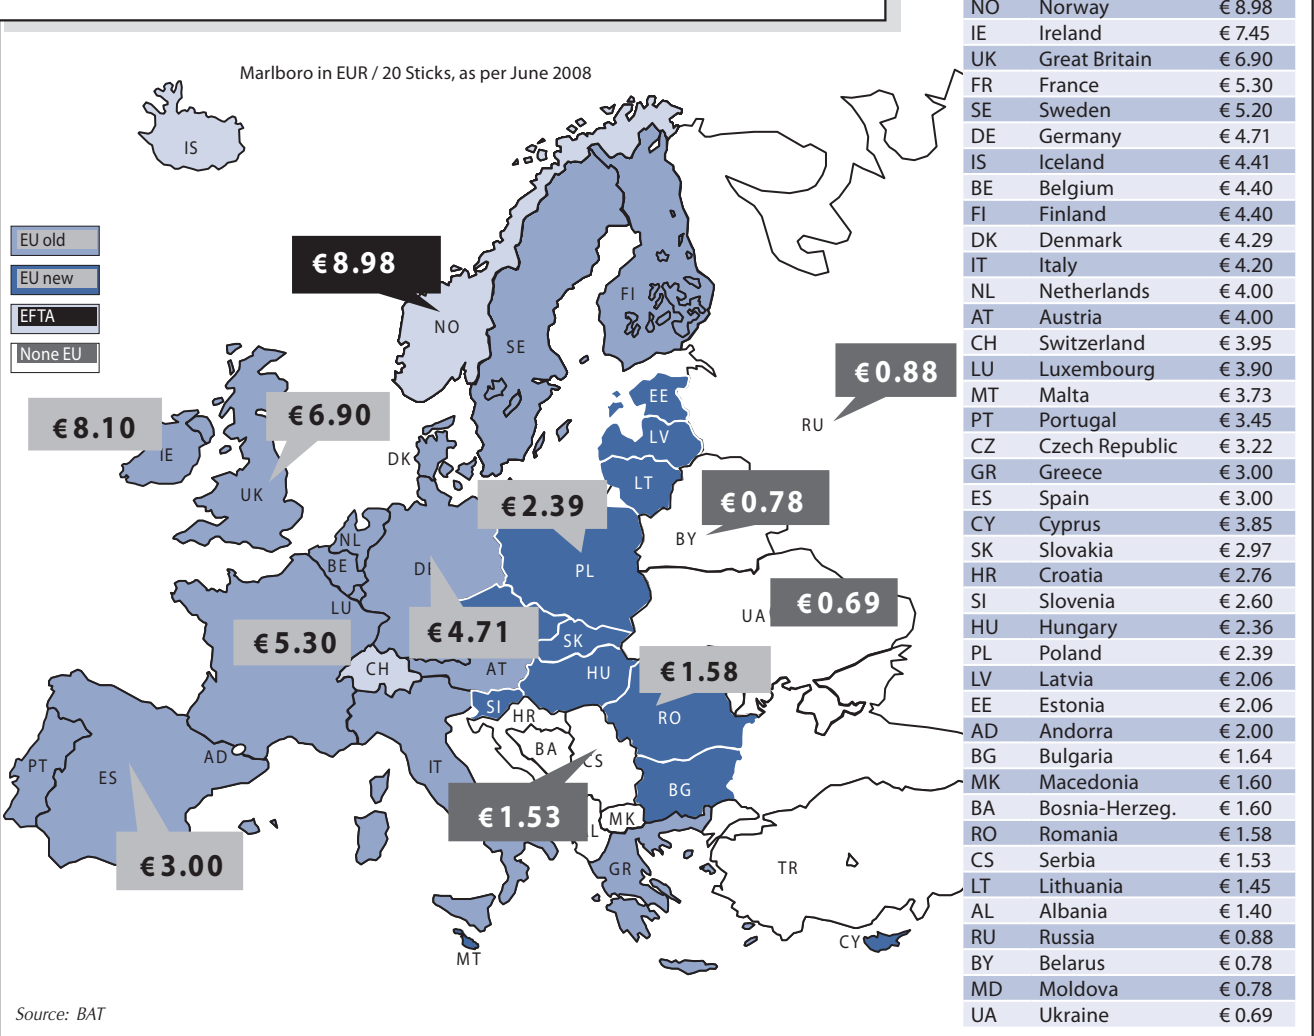 Marlboro in EUR / 20 Sticks, as per June 2008
IS
EU old
EU new
EFTA
None EU
€ 8.98
NO
FI
SE
€ 0.88
RU
EE
LV
LT
€ 8.10
IE
€ 6.90
UK
DK
€ 2.39
PL
€ 0.78
BY
NL
BE
LU
DE
€ 0.69
UA
€ 5.30
€ 4.71
SK
CH
AT
HU
€ 1.58
RO
SI
HR
BA
CS
AD
PT
ES
IT
BG
€ 1.53
L
MK
€ 3.00
GR
TR
MT
CY
Source: BAT
NO Norway € 8.98
IE Ireland € 7.45
UK Great Britain € 6.90
FR France € 5.30
SE Sweden € 5.20
DE Germany € 4.71
IS Iceland € 4.41
BE Belgium € 4.40
FI Finland € 4.40
DK Denmark € 4.29
IT Italy € 4.20
NL Netherlands € 4.00
AT Austria € 4.00
CH Switzerland € 3.95
LU Luxembourg € 3.90
MT Malta € 3.73
PT Portugal € 3.45
CZ Czech Republic € 3.22
GR Greece € 3.00
ES Spain € 3.00
CY Cyprus € 3.85
SK Slovakia € 2.97
HR Croatia € 2.76
SI Slovenia € 2.60
HU Hungary € 2.36
PL Poland € 2.39
LV Latvia € 2.06
EE Estonia € 2.06
AD Andorra € 2.00
BG Bulgaria € 1.64
MK Macedonia € 1.60
BA Bosnia-Herzeg. € 1.60
RO Romania € 1.58
CS Serbia € 1.53
LT Lithuania € 1.45
AL Albania € 1.40
RU Russia € 0.88
BY Belarus € 0.78
MD Moldova € 0.78
UA Ukraine € 0.69